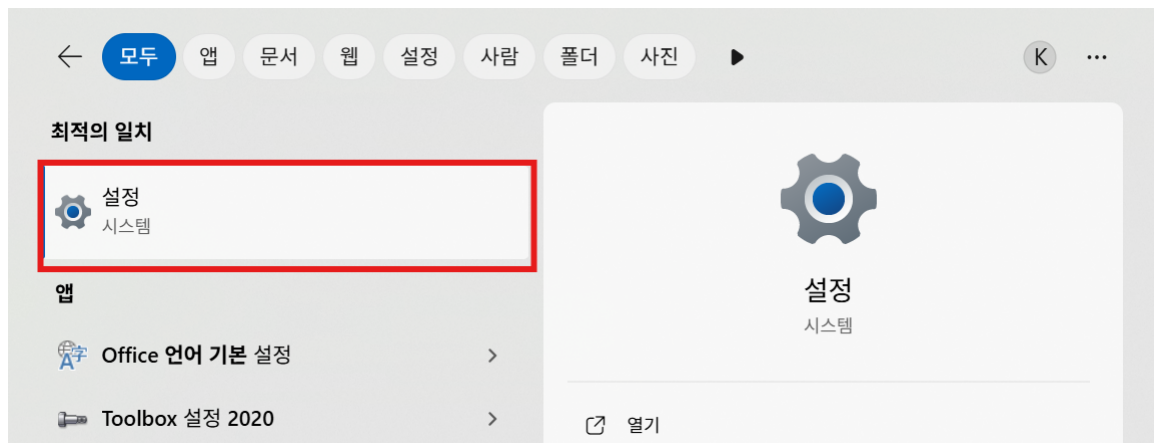 모두 앱 문서 웹 설정 사람 폴더 사진 K
최적의 일치
설정
시스템
앱
Office 언어 기본 설정
Toolbox 설정 2020
설정
시스템
열기